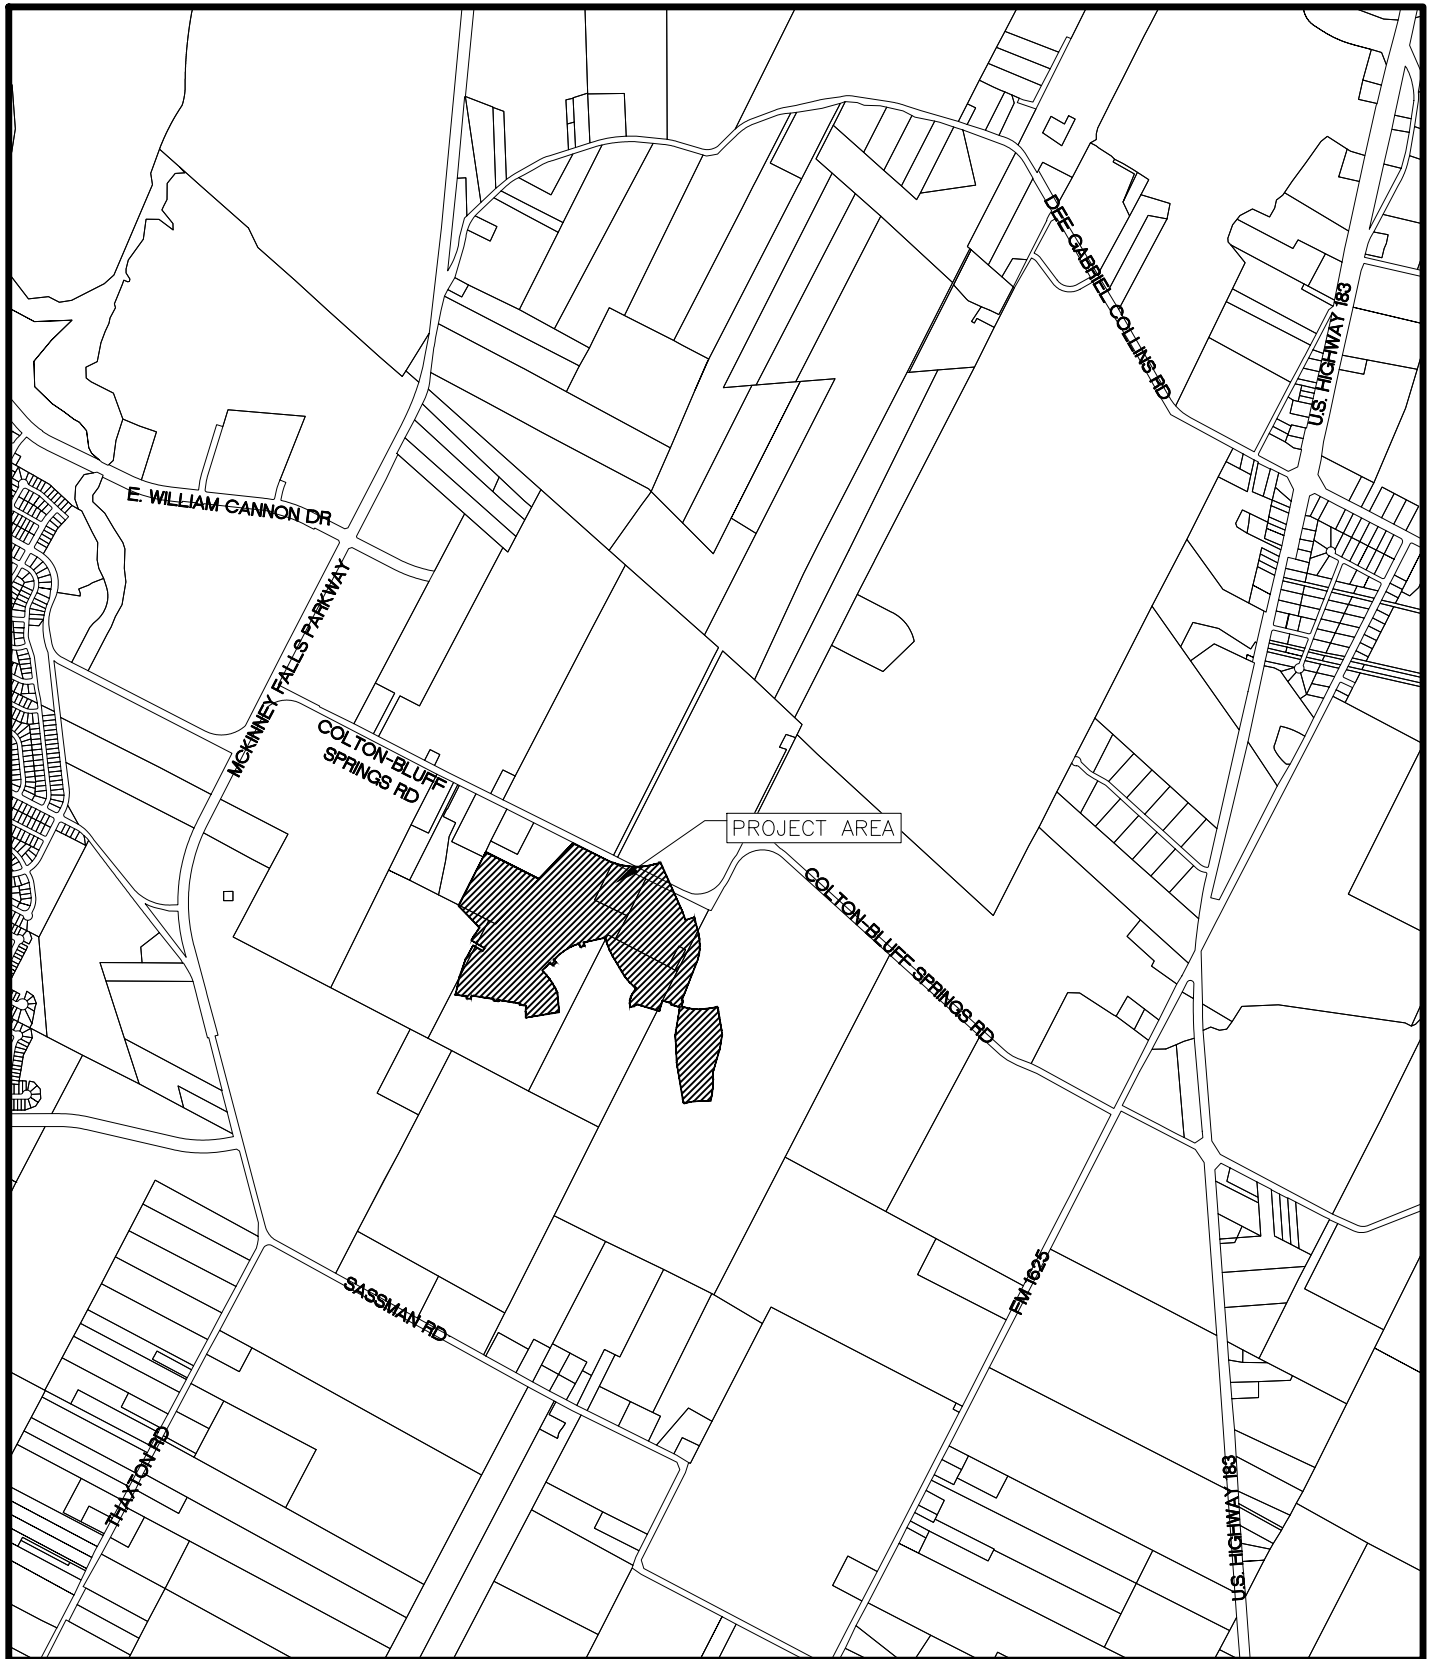 DEE GABRIEL COLLINS RD
U.S. HIGHWAY 183
E. WILLIAM CANNON DR
MCKINNEY FALLS PARKWAY
COLTON-BLUFF
SPRINGS RD
PROJECT AREA
COLTON-BLUFF SPRINGS RD
FM 1625
SASSMAN RD
THAXTON RD
U.S. HIGHWAY 183